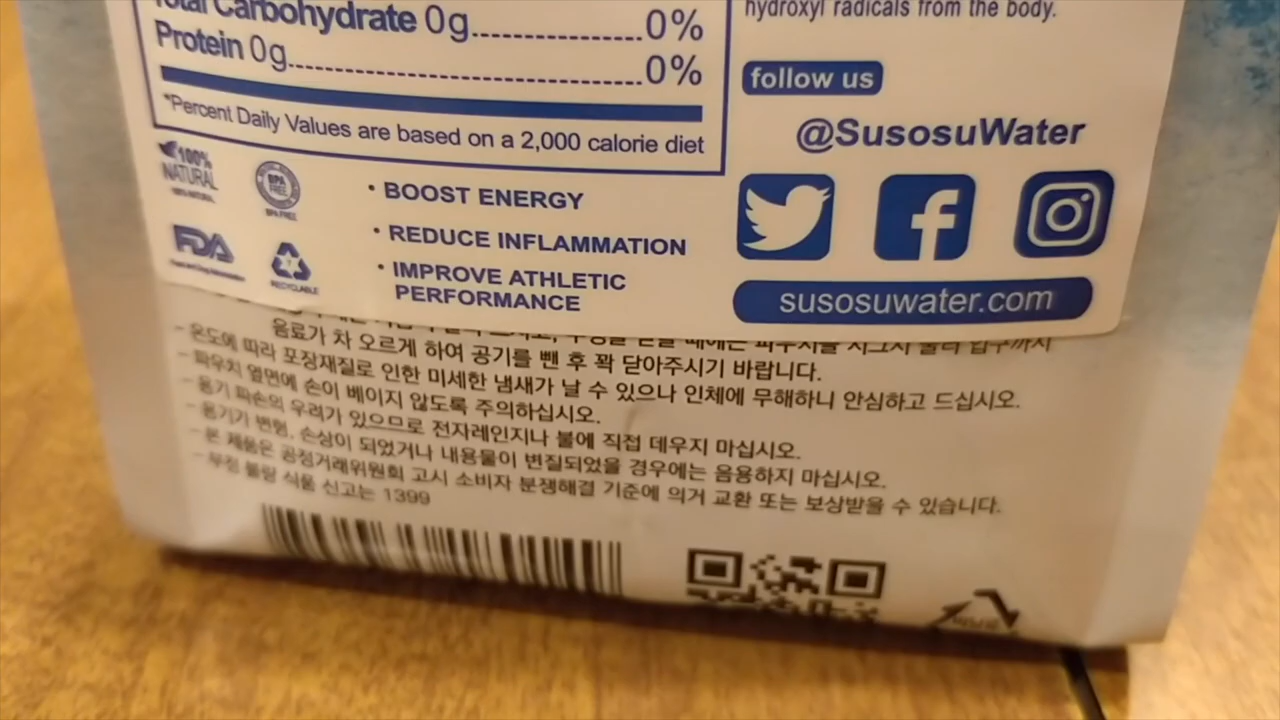 Total Carbohydrate 0g 0%
Protein 0g 0%
*Percent Daily Values are based on a 2,000 calorie diet
100% NATURAL
BPA FREE
BPA FREE
FDA
RECYCLABLE
• BOOST ENERGY
• REDUCE INFLAMMATION
• IMPROVE ATHLETIC
PERFORMANCE
hydroxyl radicals from the body.
follow us
@SusosuWater
susosuwater.com
음료가 차 오르게 하여 공기를 뺀 후 꽉 닫아주시기 바랍니다.
- 온도에 따라 포장재질로 인한 미세한 냄새가 날 수 있으나 인체에 무해하니 안심하고 드십시오.
- 파우치 옆면에 손이 베이지 않도록 주의하십시오.
- 용기 파손의 우려가 있으므로 전자레인지나 불에 직접 데우지 마십시오.
- 용기가 변형, 손상이 되었거나 내용물이 변질되었을 경우에는 음용하지 마십시오.
- 본 제품은 공정거래위원회 고시 소비자 분쟁해결 기준에 의거 교환 또는 보상받을 수 있습니다.
- 부정 불량 식품 신고는 1399